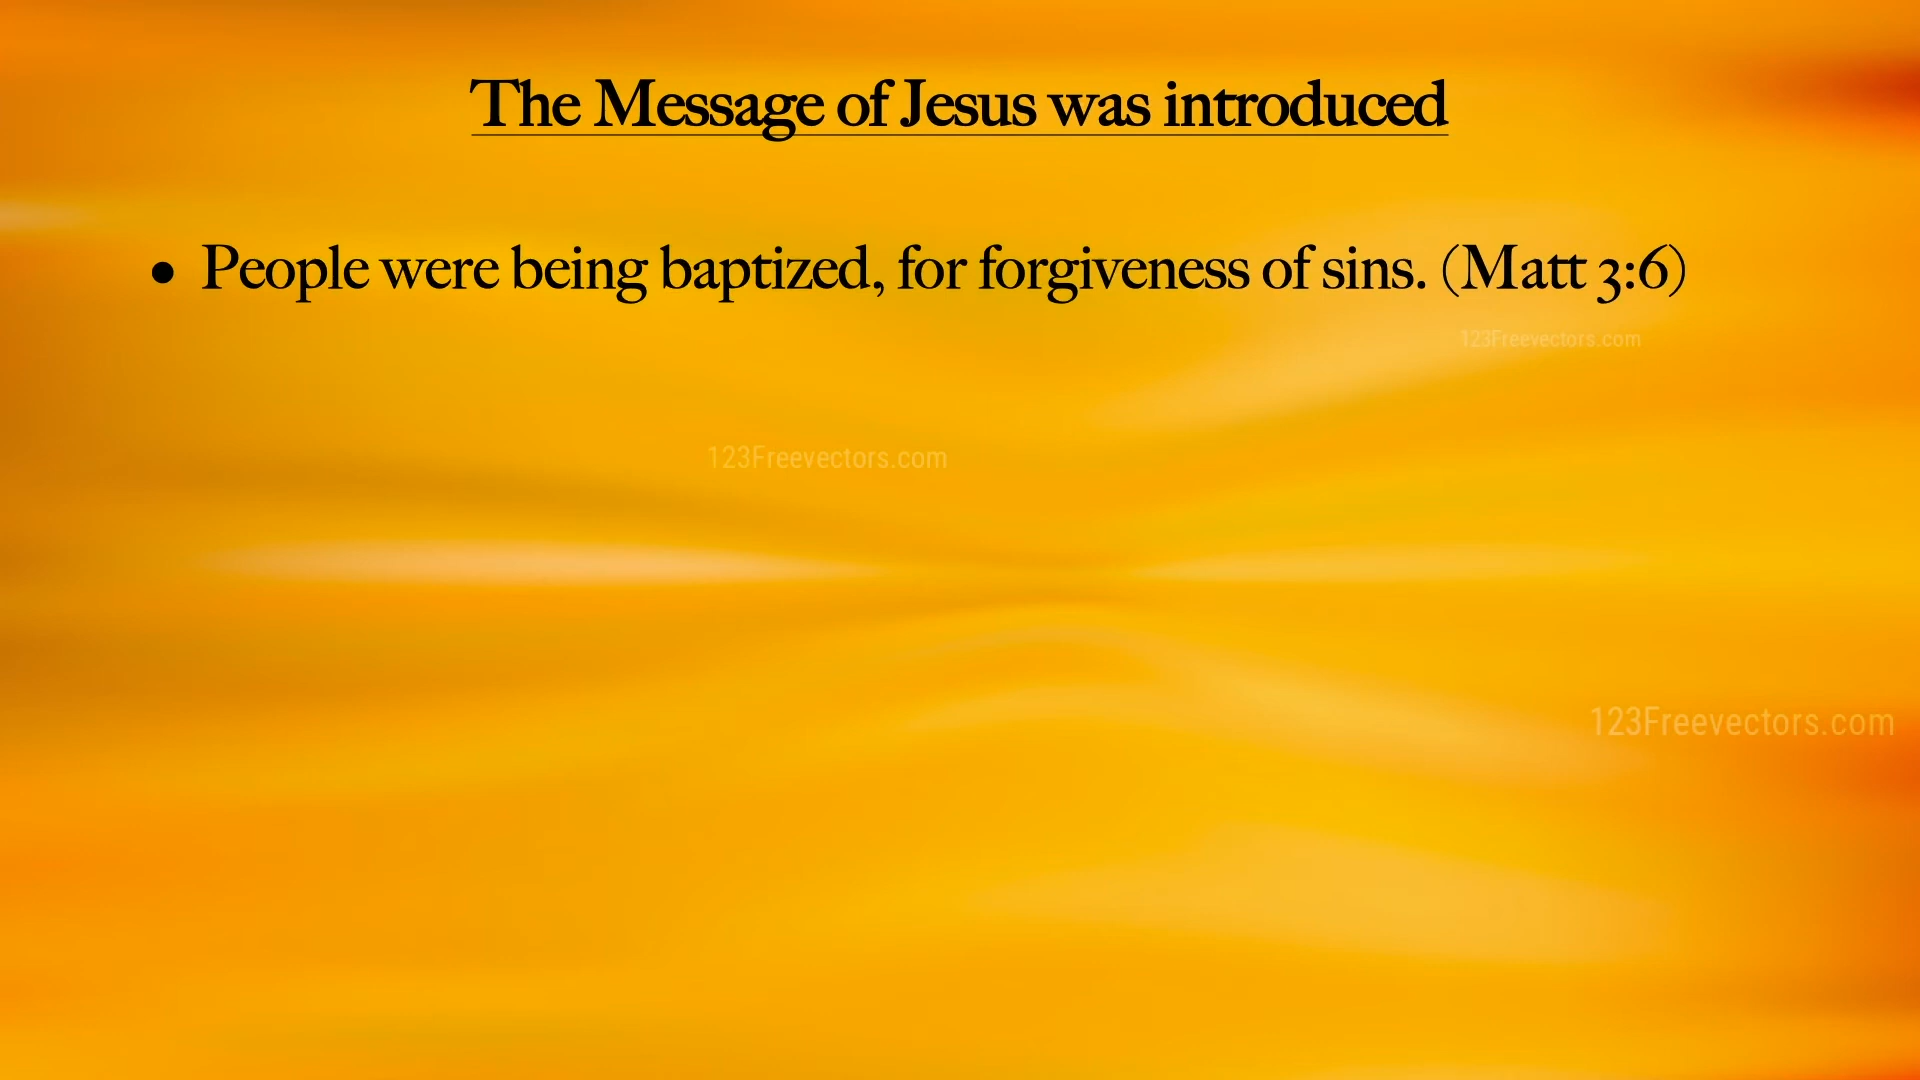 The Message of Jesus was introduced
• People were being baptized, for forgiveness of sins. (Matt 3:6)
123Freevectors.com
123Freevectors.com
123Freevectors.com